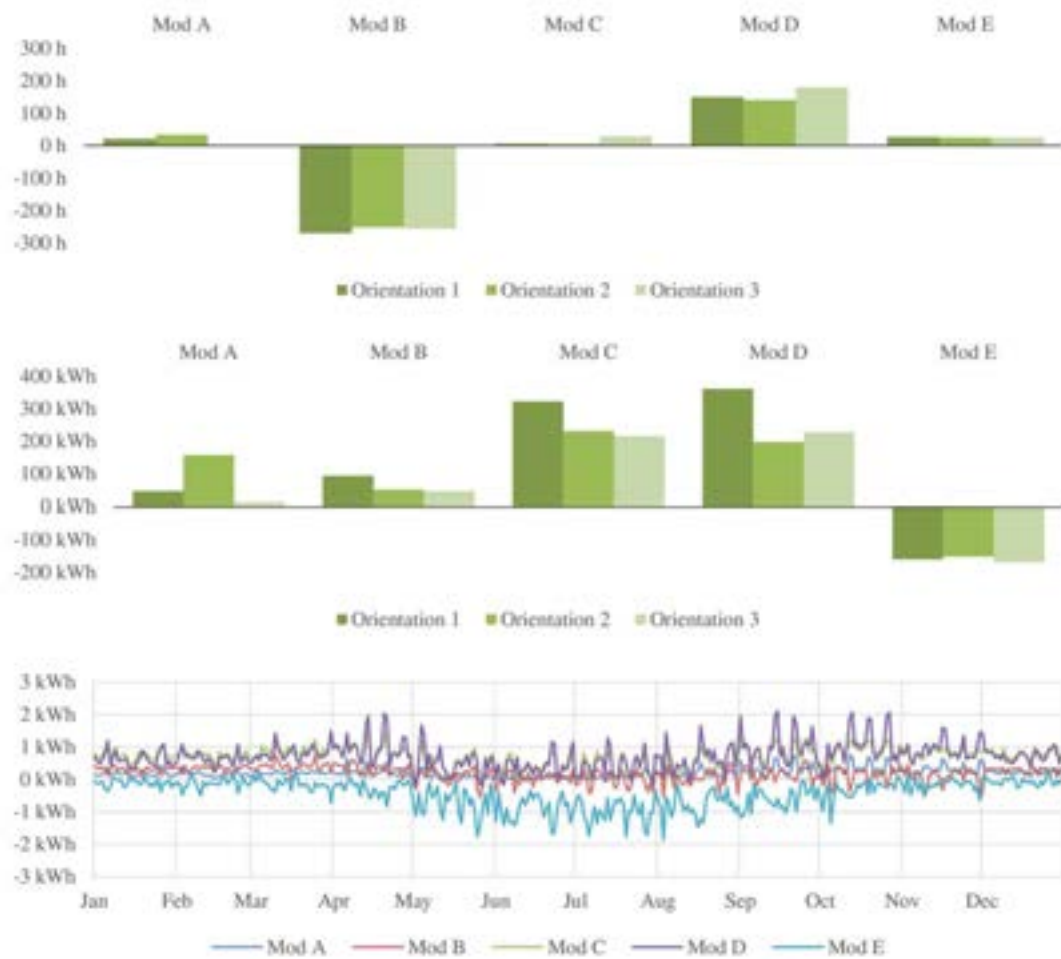 Mod A Mod B Mod C Mod D Mod E
300 h
200 h
100 h
0 h
-100 h
-200 h
-300 h
Orientation 1 Orientation 2 Orientation 3
Mod A Mod B Mod C Mod D Mod E
400 kWh
300 kWh
200 kWh
100 kWh
0 kWh
-100 kWh
-200 kWh
Orientation 1 Orientation 2 Orientation 3
3 kWh
2 kWh
1 kWh
0 kWh
-1 kWh
-2 kWh
-3 kWh
Jan Feb Mar Apr May Jun Jul Aug Sep Oct Nov Dec
Mod A Mod B Mod C Mod D Mod E